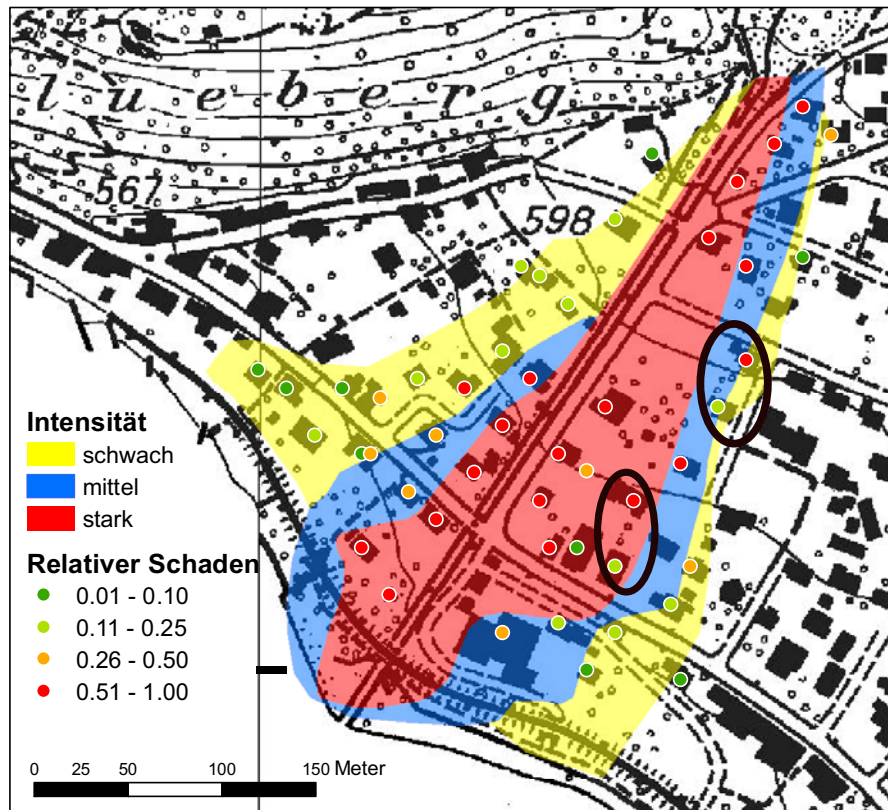 l u e b e r g
567
598
Intensität
schwach
mittel
stark
Relativer Schaden
0.01 - 0.10
0.11 - 0.25
0.26 - 0.50
0.51 - 1.00
0 25 50 100 150 Meter